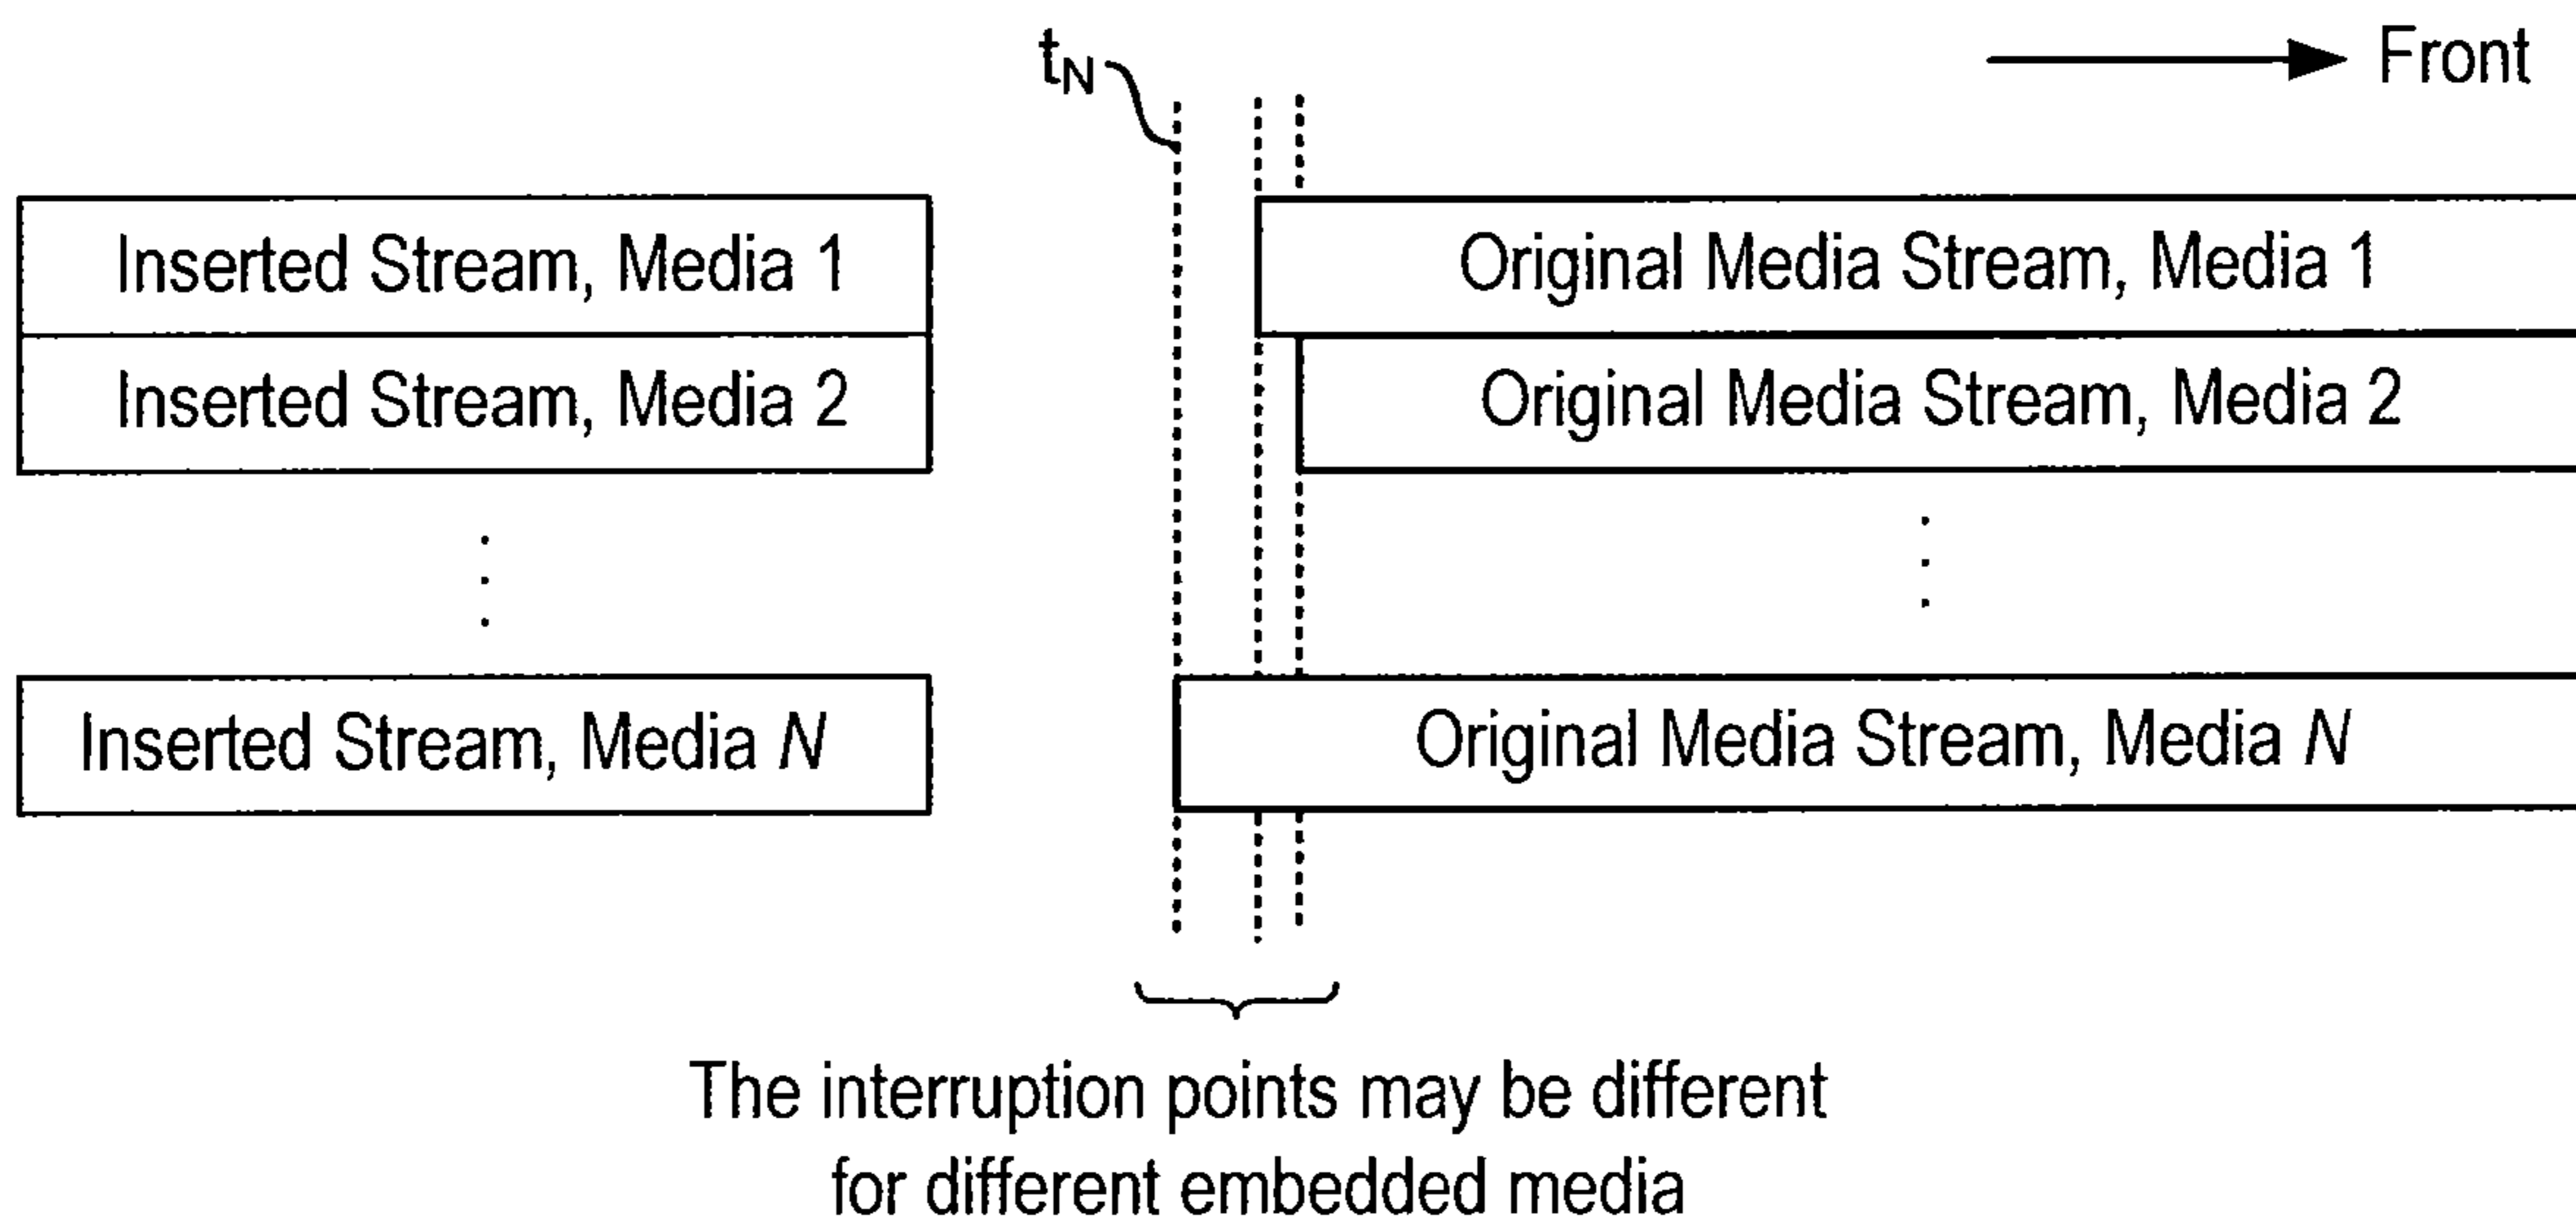 tN
Front
Inserted Stream, Media 1
Original Media Stream, Media 1
Inserted Stream, Media 2
Original Media Stream, Media 2
Inserted Stream, Media N
Original Media Stream, Media N
The interruption points may be different
for different embedded media